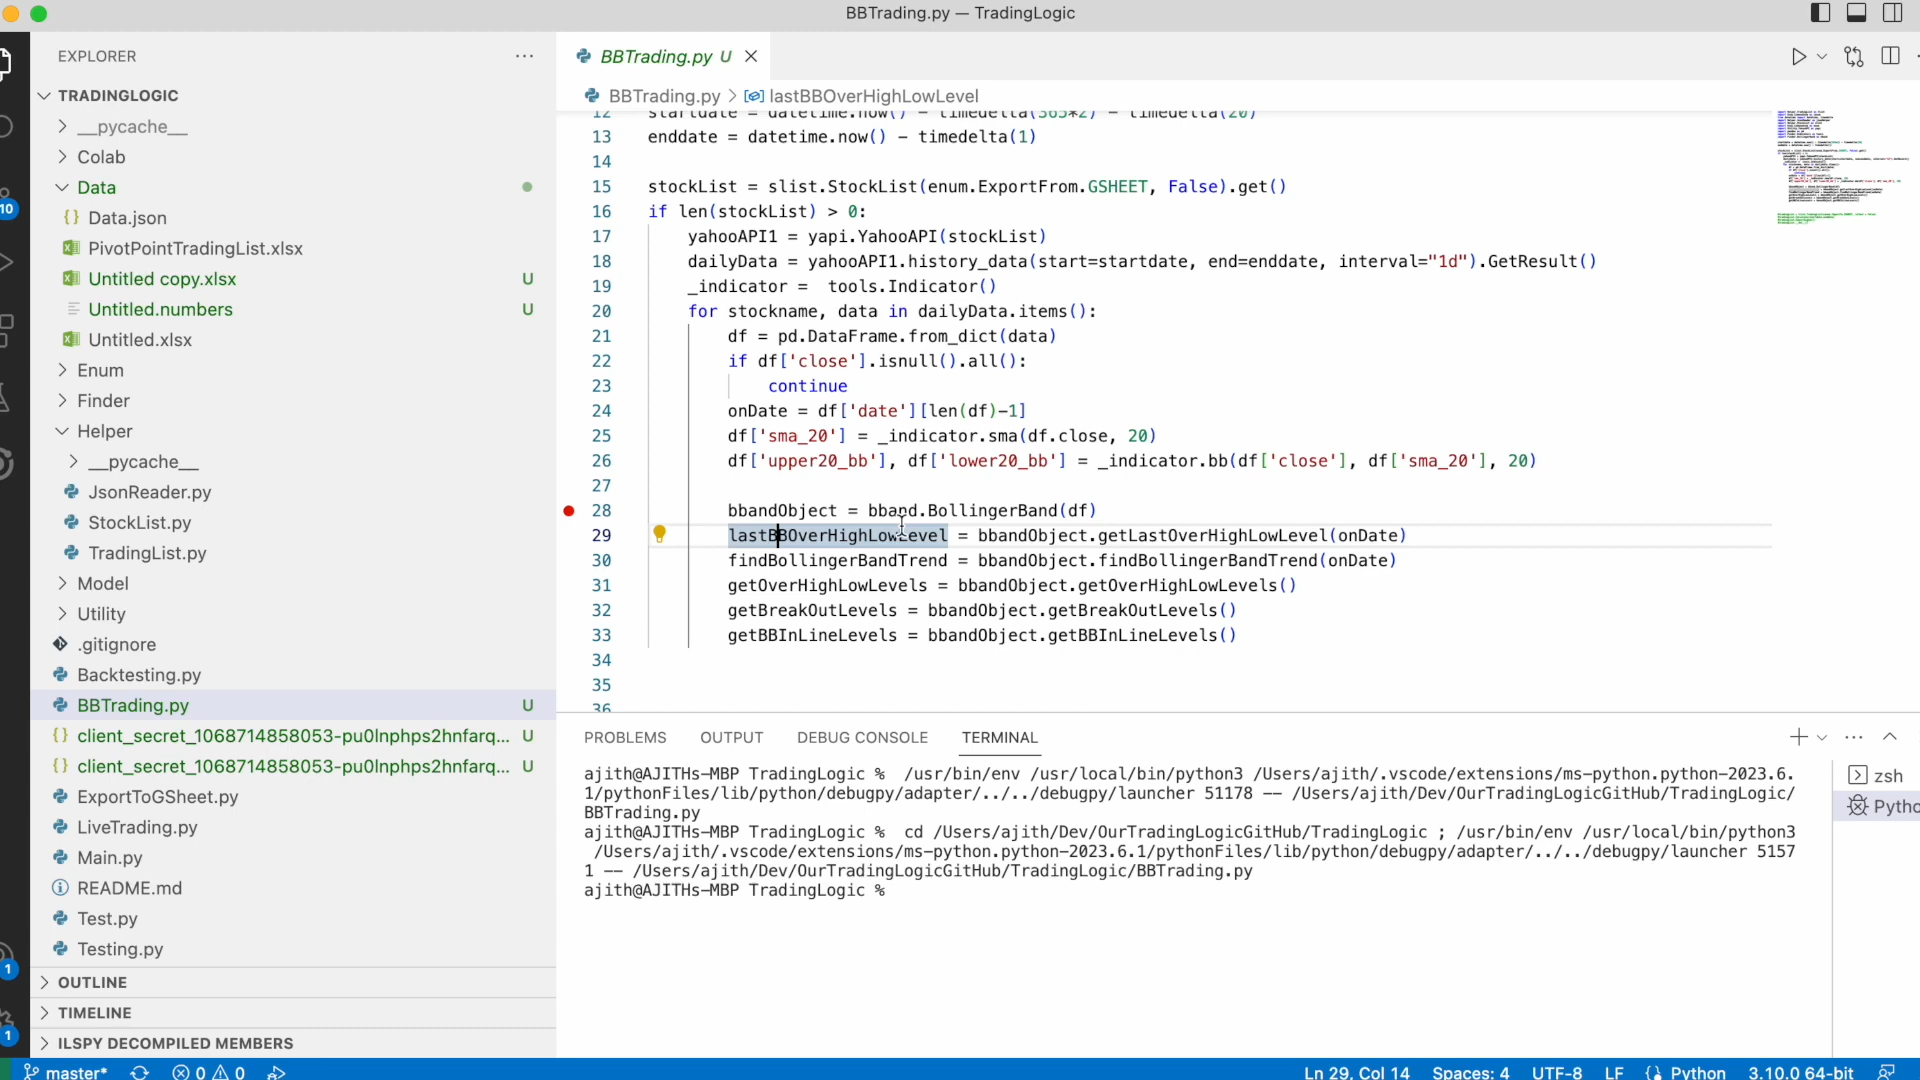 BBTrading.py — TradingLogic
EXPLORER
TRADINGLOGIC
__pycache__
Colab
Data
Data.json
PivotPointTradingList.xlsx
Untitled copy.xlsx U
Untitled.numbers U
Untitled.xlsx
Enum
Finder
Helper
__pycache__
JsonReader.py
StockList.py
TradingList.py
Model
Utility
.gitignore
Backtesting.py
BBTrading.py U
client_secret_1068714858053-pu0lnphps2hnfarq... U
client_secret_1068714858053-pu0lnphps2hnfarq... U
ExportToGSheet.py
LiveTrading.py
Main.py
README.md
Test.py
Testing.py
OUTLINE
TIMELINE
ILSPY DECOMPILED MEMBERS
10
1
1
BBTrading.py U
BBTrading.py > lastBBOverHighLowLevel
12 startdate = datetime.now() - timedelta(365*2) - timedelta(20)
13 enddate = datetime.now() - timedelta(1)
14
15 stockList = slist.StockList(enum.ExportFrom.GSHEET, False).get()
16 if len(stockList) > 0:
17 yahooAPI1 = yapi.YahooAPI(stockList)
18 dailyData = yahooAPI1.history_data(start=startdate, end=enddate, interval="1d").GetResult()
19 _indicator =  tools.Indicator()
20 for stockname, data in dailyData.items():
21 df = pd.DataFrame.from_dict(data)
22 if df['close'].isnull().all():
23 continue
24 onDate = df['date'][len(df)-1]
25 df['sma_20'] = _indicator.sma(df.close, 20)
26 df['upper20_bb'], df['lower20_bb'] = _indicator.bb(df['close'], df['sma_20'], 20)
27
28 bbandObject = bband.BollingerBand(df)
29 lastBBOverHighLowLevel = bbandObject.getLastOverHighLowLevel(onDate)
30 findBollingerBandTrend = bbandObject.findBollingerBandTrend(onDate)
31 getOverHighLowLevels = bbandObject.getOverHighLowLevels()
32 getBreakOutLevels = bbandObject.getBreakOutLevels()
33 getBBInLineLevels = bbandObject.getBBInLineLevels()
34
35
36
PROBLEMS OUTPUT DEBUG CONSOLE TERMINAL
ajith@AJITHs-MBP TradingLogic %  /usr/bin/env /usr/local/bin/python3 /Users/ajith/.vscode/extensions/ms-python.python-2023.6.
1/pythonFiles/lib/python/debugpy/adapter/../../debugpy/launcher 51178 -- /Users/ajith/Dev/OurTradingLogicGitHub/TradingLogic/
BBTrading.py
ajith@AJITHs-MBP TradingLogic %  cd /Users/ajith/Dev/OurTradingLogicGitHub/TradingLogic ; /usr/bin/env /usr/local/bin/python3
/Users/ajith/.vscode/extensions/ms-python.python-2023.6.1/pythonFiles/lib/python/debugpy/adapter/../../debugpy/launcher 5157
1 -- /Users/ajith/Dev/OurTradingLogicGitHub/TradingLogic/BBTrading.py
ajith@AJITHs-MBP TradingLogic %
zsh
Pytho
master* 0 0 Ln 29, Col 14 Spaces: 4 UTF-8 LF Python 3.10.0 64-bit